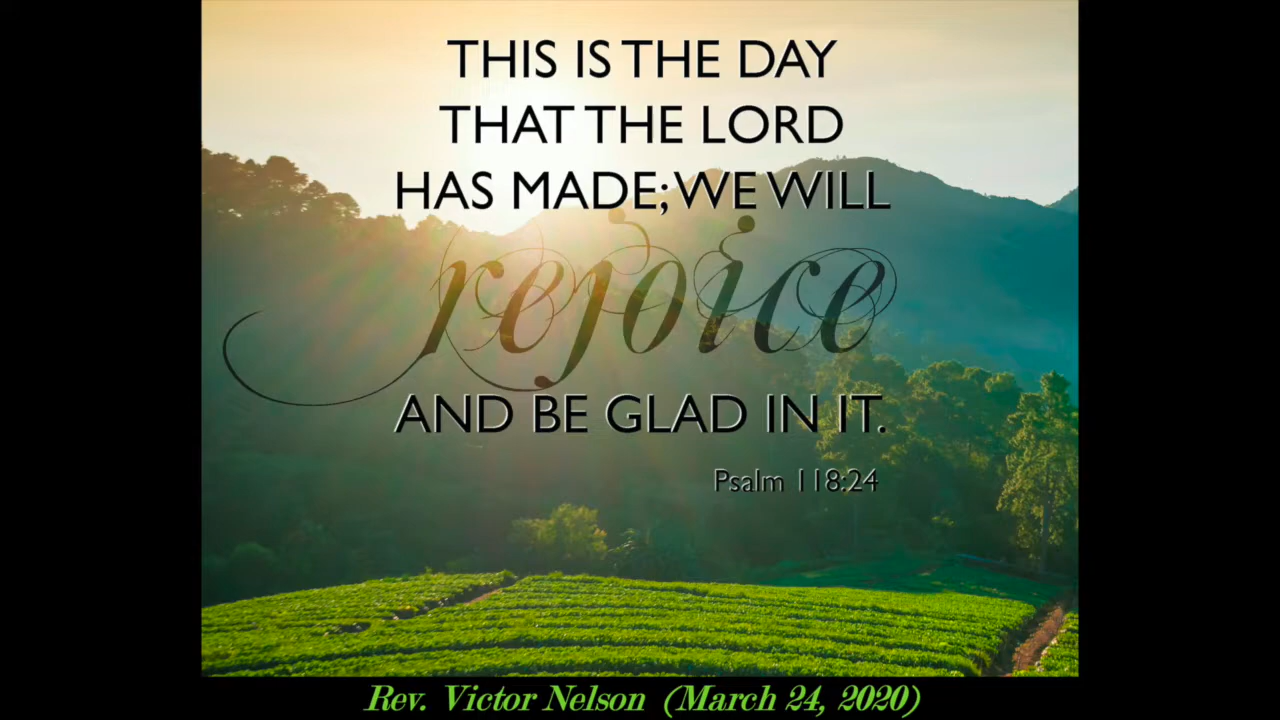 THIS IS THE DAY
THAT THE LORD
HAS MADE; WE WILL
rejoice
AND BE GLAD IN IT.
Psalm 118:24
Rev. Victor Nelson (March 24, 2020)